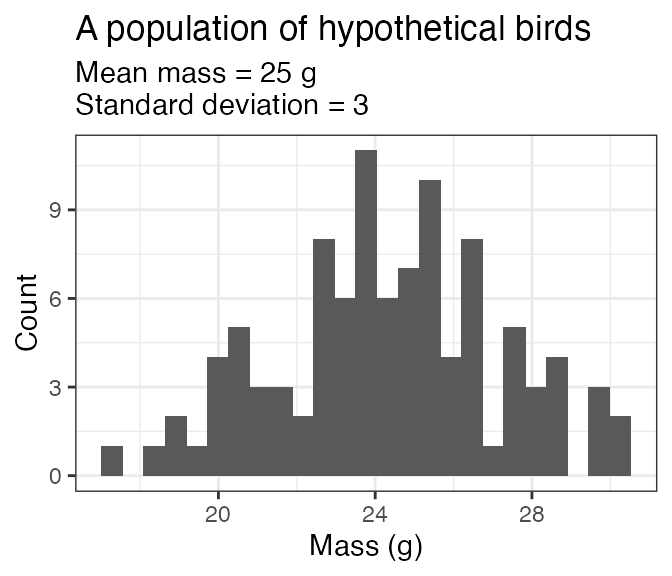 A population of hypothetical birds
Mean mass = 25 g
Standard deviation = 3
9
6
3
0
Count
20 24 28
Mass (g)